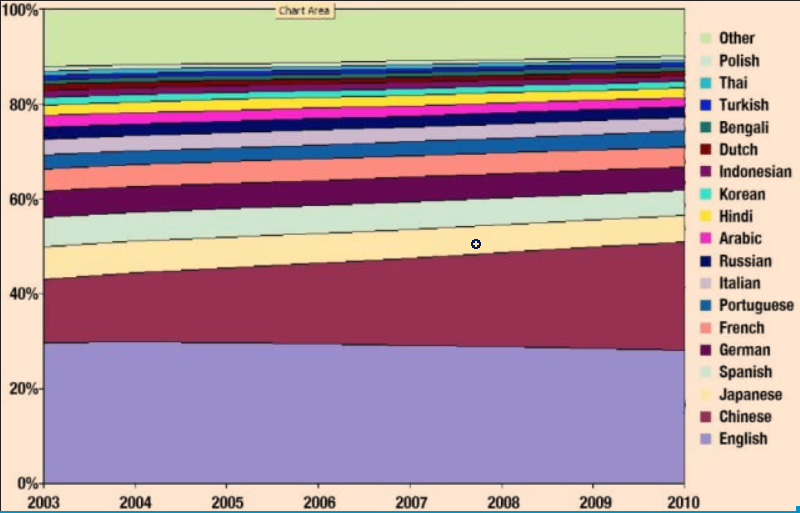 100%
Chart Area
80%
60%
40%
20%
0%
2003 2004 2005 2006 2007 2008 2009 2010
Other
Polish
Thai
Turkish
Bengali
Dutch
Indonesian
Korean
Hindi
Arabic
Russian
Italian
Portuguese
French
German
Spanish
Japanese
Chinese
English